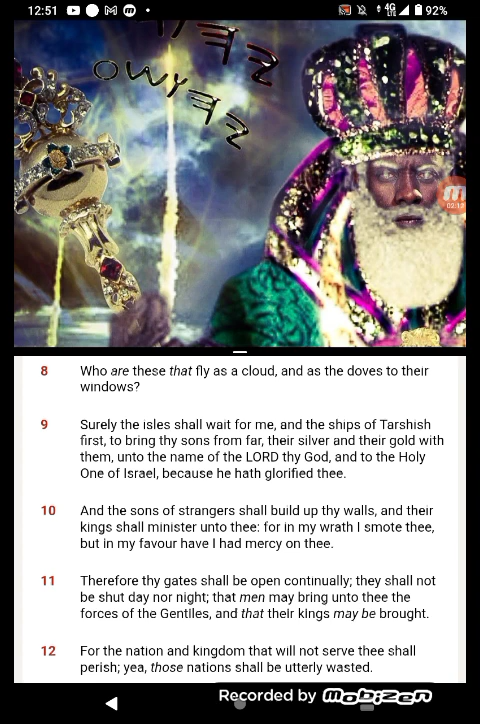 12:51
4G
LTE
92%
𐤉𐤄𐤅𐤔𐤏
02:12
8 Who are these that fly as a cloud, and as the doves to their
windows?
9 Surely the isles shall wait for me, and the ships of Tarshish
first, to bring thy sons from far, their silver and their gold with
them, unto the name of the LORD thy God, and to the Holy
One of Israel, because he hath glorified thee.
10 And the sons of strangers shall build up thy walls, and their
kings shall minister unto thee: for in my wrath I smote thee,
but in my favour have I had mercy on thee.
11 Therefore thy gates shall be open continually; they shall not
be shut day nor night; that men may bring unto thee the
forces of the Gentiles, and that their kings may be brought.
12 For the nation and kingdom that will not serve thee shall
perish; yea, those nations shall be utterly wasted.
Recorded by Mobizen